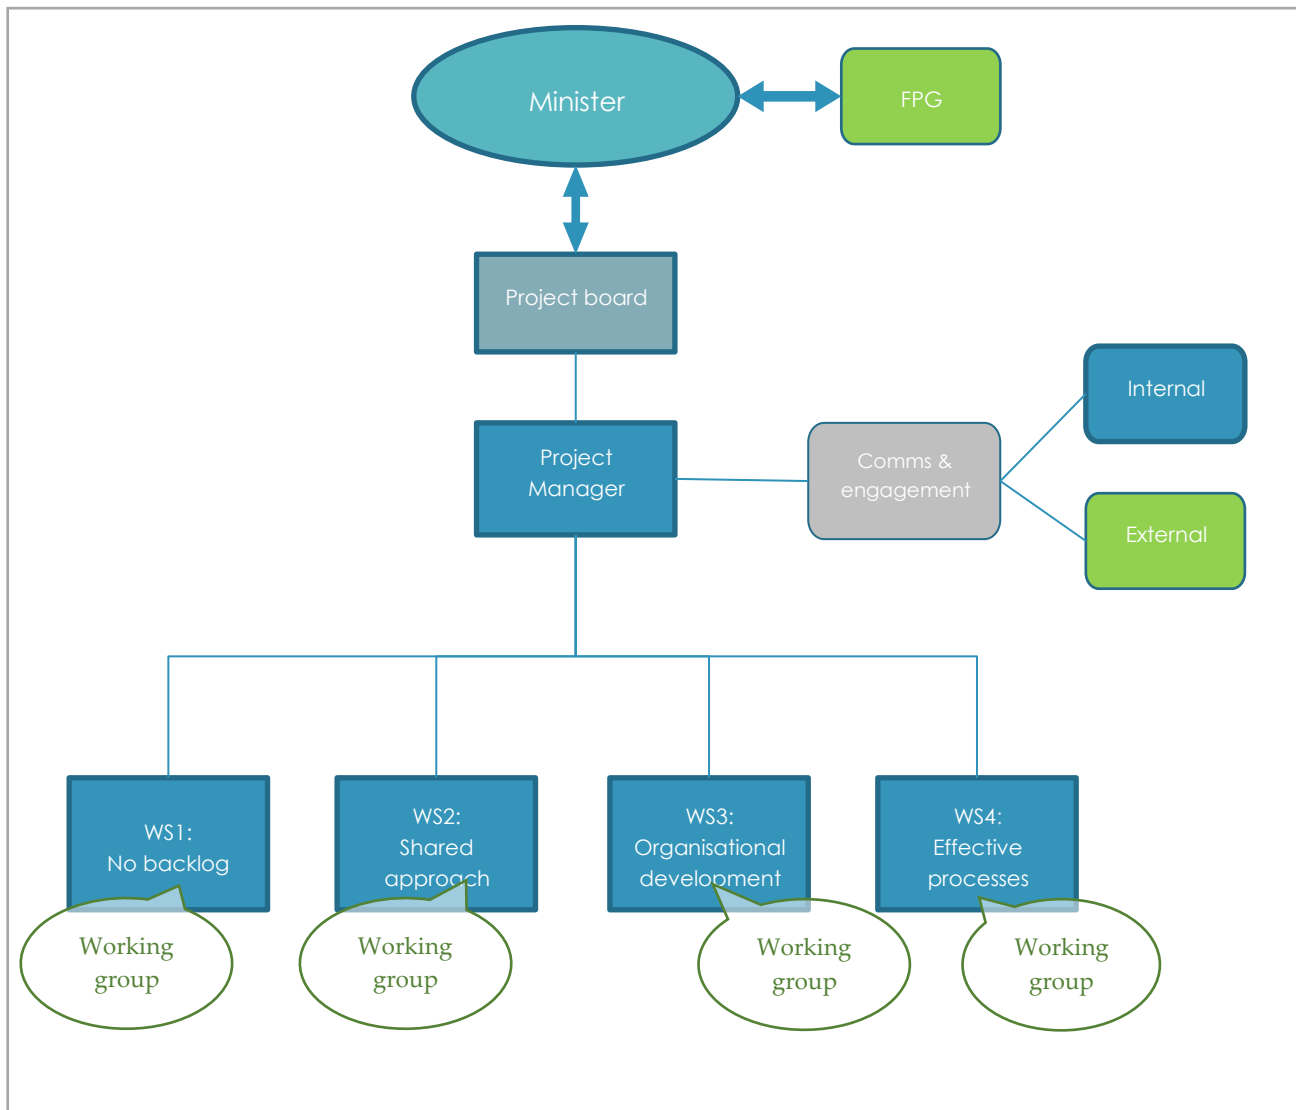 Minister
FPG
Project board
Internal
Project
Manager
Comms &
engagement
External
WS1:
No backlog
WS2:
Shared
approach
WS3:
Organisational
development
WS4:
Effective
processes
Working
group
Working
group
Working
group
Working
group